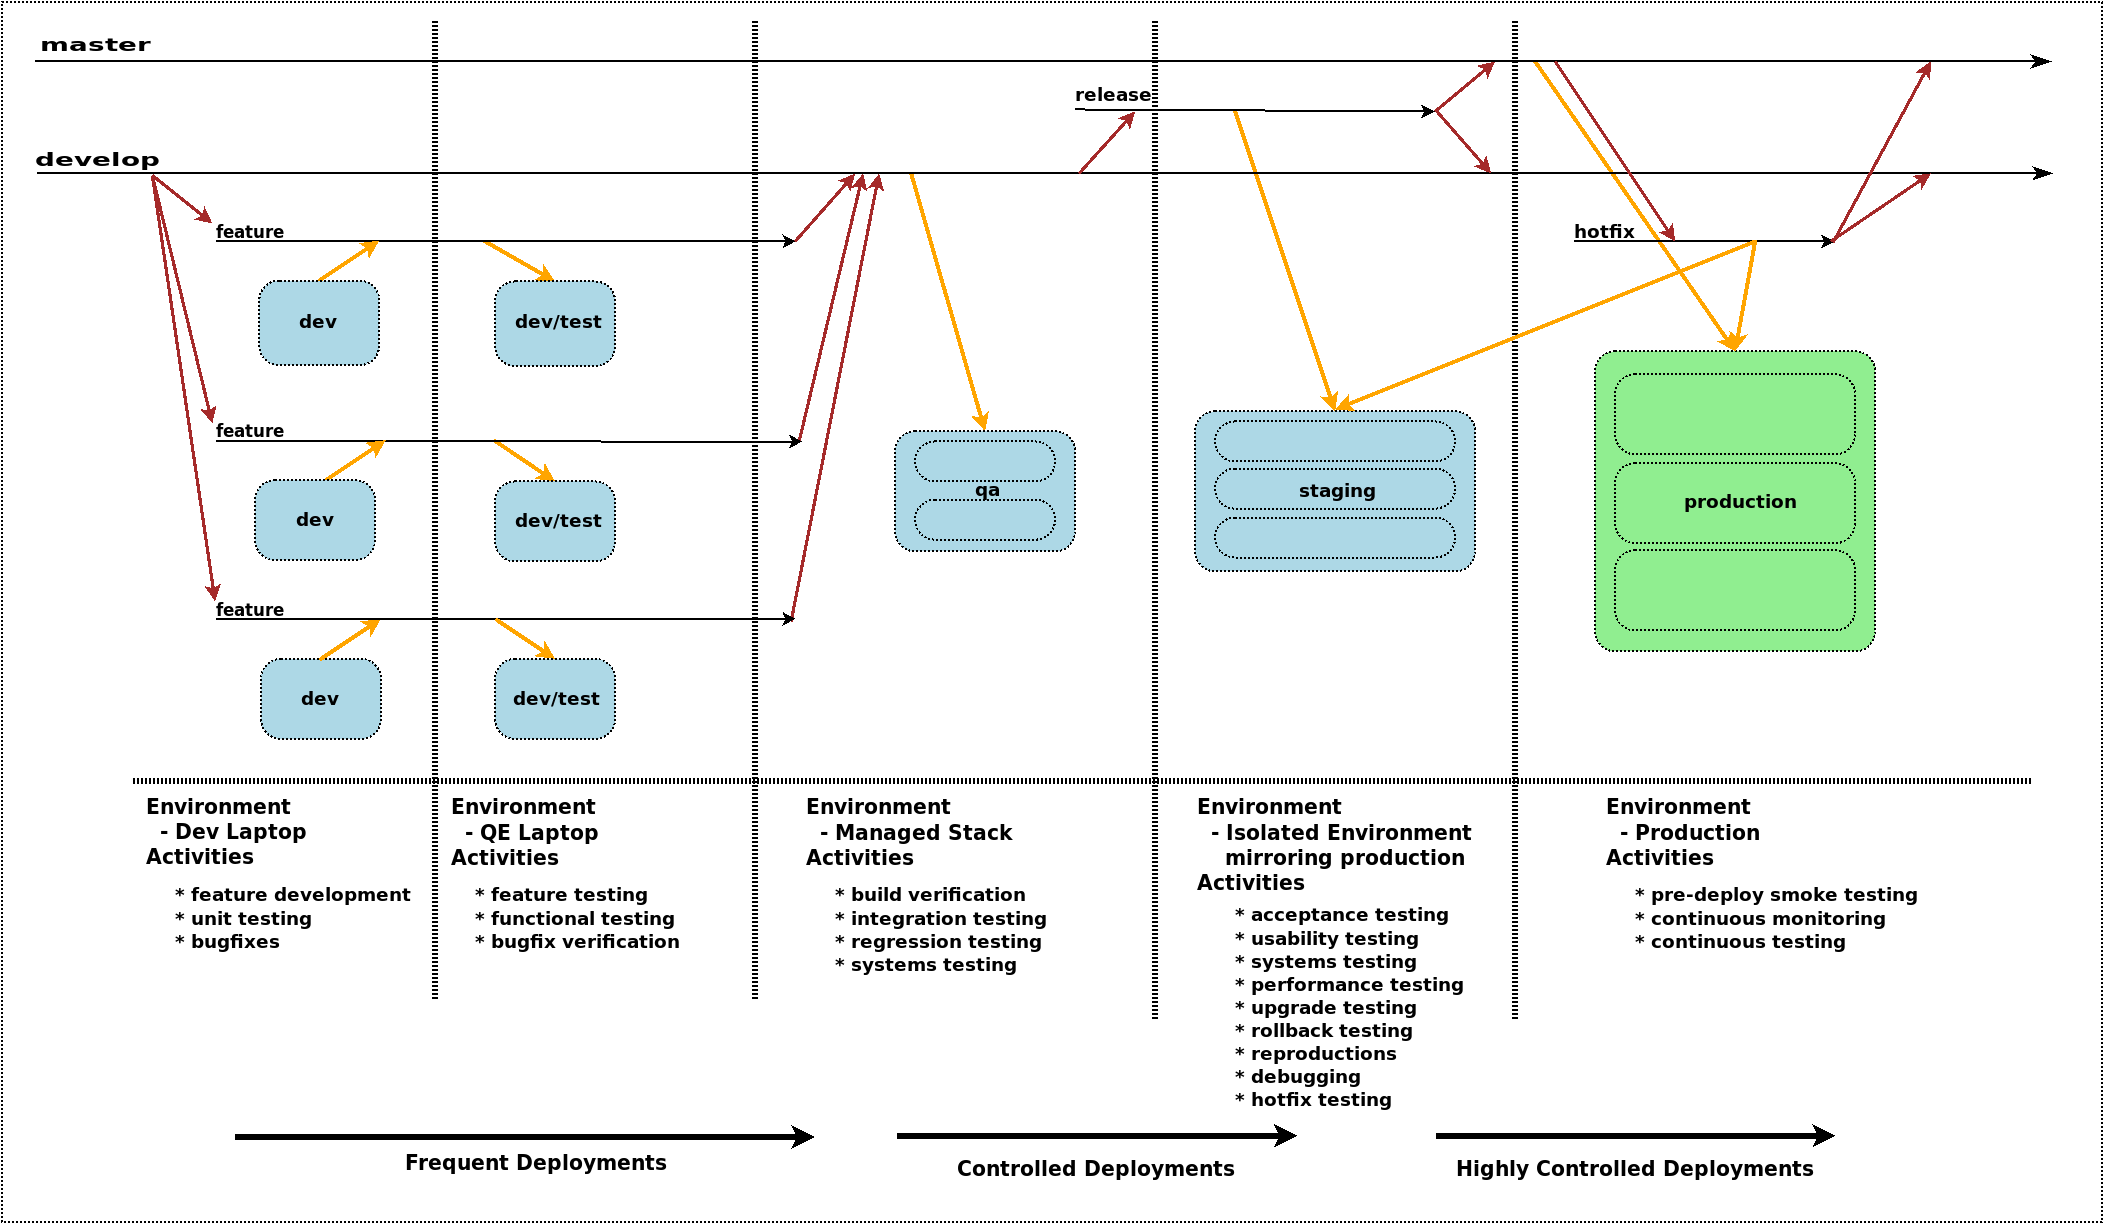 master
release
develop
feature
hotfix
dev
dev/test
feature
qa
staging
production
dev
dev/test
feature
dev
dev/test
Environment
- Dev Laptop
Activities
* feature development
* unit testing
* bugfixes
Environment
- QE Laptop
Activities
* feature testing
* functional testing
* bugfix verification
Environment
- Managed Stack
Activities
* build verification
* integration testing
* regression testing
* systems testing
Environment
- Isolated Environment
mirroring production
Activities
* acceptance testing
* usability testing
* systems testing
* performance testing
* upgrade testing
* rollback testing
* reproductions
* debugging
* hotfix testing
Environment
- Production
Activities
* pre-deploy smoke testing
* continuous monitoring
* continuous testing
Frequent Deployments
Controlled Deployments
Highly Controlled Deployments